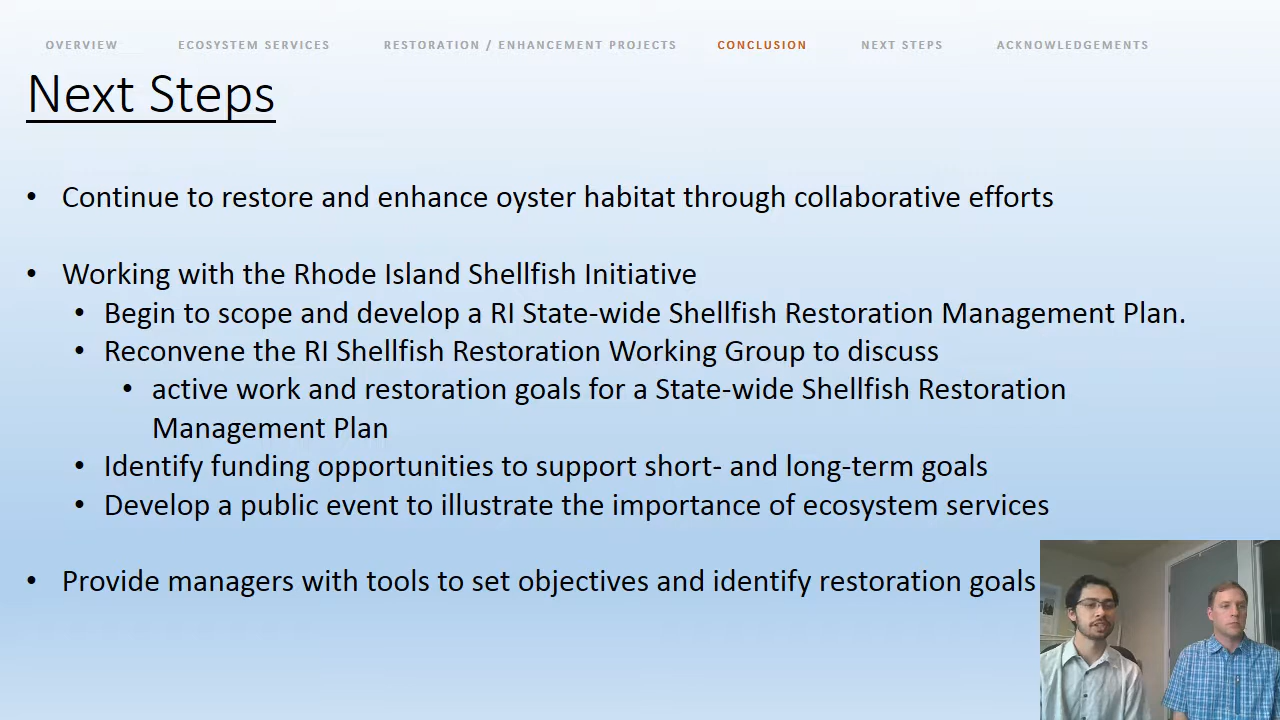 OVERVIEW ECOSYSTEM SERVICES RESTORATION / ENHANCEMENT PROJECTS CONCLUSION NEXT STEPS ACKNOWLEDGEMENTS
Next Steps
• Continue to restore and enhance oyster habitat through collaborative efforts
• Working with the Rhode Island Shellfish Initiative
• Begin to scope and develop a RI State-wide Shellfish Restoration Management Plan.
• Reconvene the RI Shellfish Restoration Working Group to discuss
• active work and restoration goals for a State-wide Shellfish Restoration
Management Plan
• Identify funding opportunities to support short- and long-term goals
• Develop a public event to illustrate the importance of ecosystem services
• Provide managers with tools to set objectives and identify restoration goals